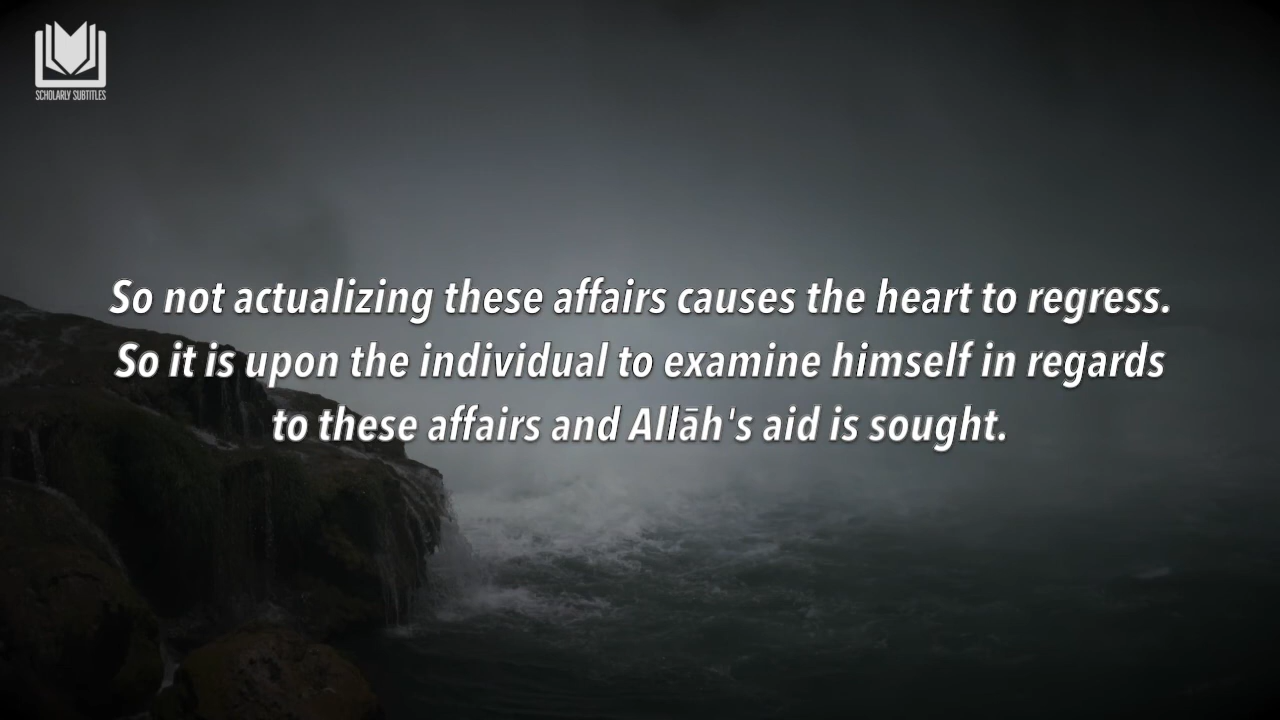 SCHOLARLY SUBTITLES
So not actualizing these affairs causes the heart to regress.
So it is upon the individual to examine himself in regards
to these affairs and Allāh's aid is sought.